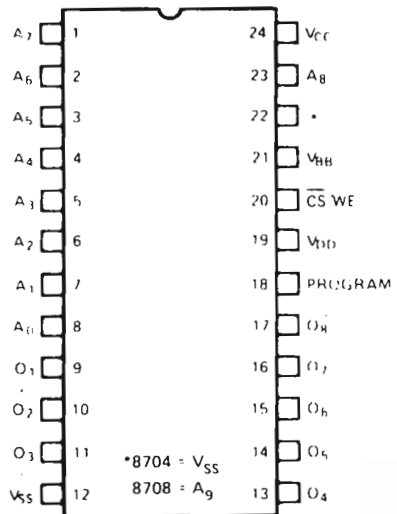 A7 1 24 VCC
A6 2 23 A8
A5 3 22 *
A4 4 21 VBB
A3 5 20 CS WE
A2 6 19 VDD
A1 7 18 PROGRAM
A0 8 17 O8
O1 9 16 O7
O2 10 15 O6
O3 11 14 O5
VSS 12 13 O4
*8704 = VSS
8708 = A9